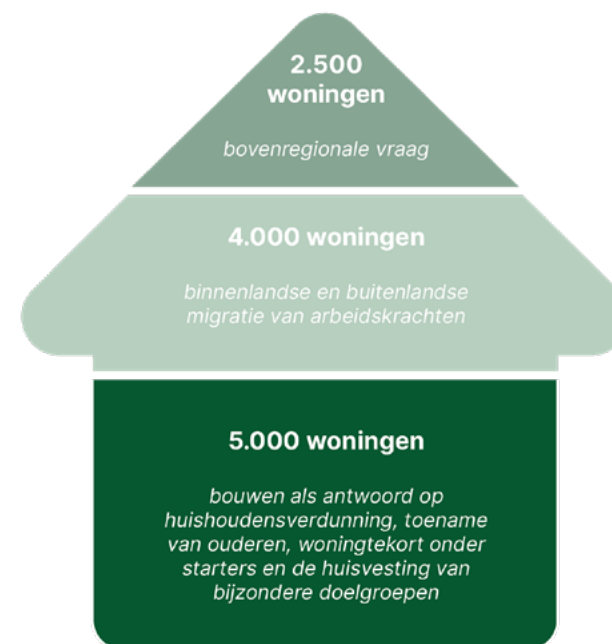 2.500
woningen
bovenregionale vraag
4.000 woningen
binnenlandse en buitenlandse
migratie van arbeidskrachten
5.000 woningen
bouwen als antwoord op
huishoudensverdunning, toename
van ouderen, woningtekort onder
starters en de huisvesting van
bijzondere doelgroepen